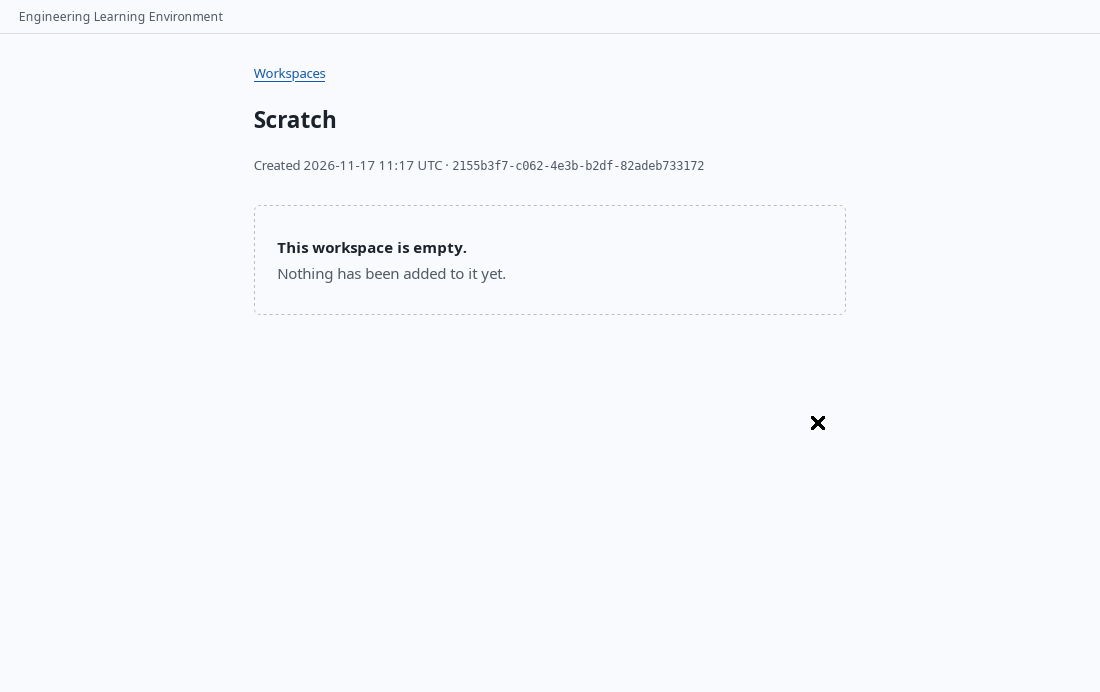 Engineering Learning Environment
Workspaces
Scratch
Created 2026-11-17 11:17 UTC · 2155b3f7-c062-4e3b-b2df-82adeb733172
This workspace is empty.
Nothing has been added to it yet.